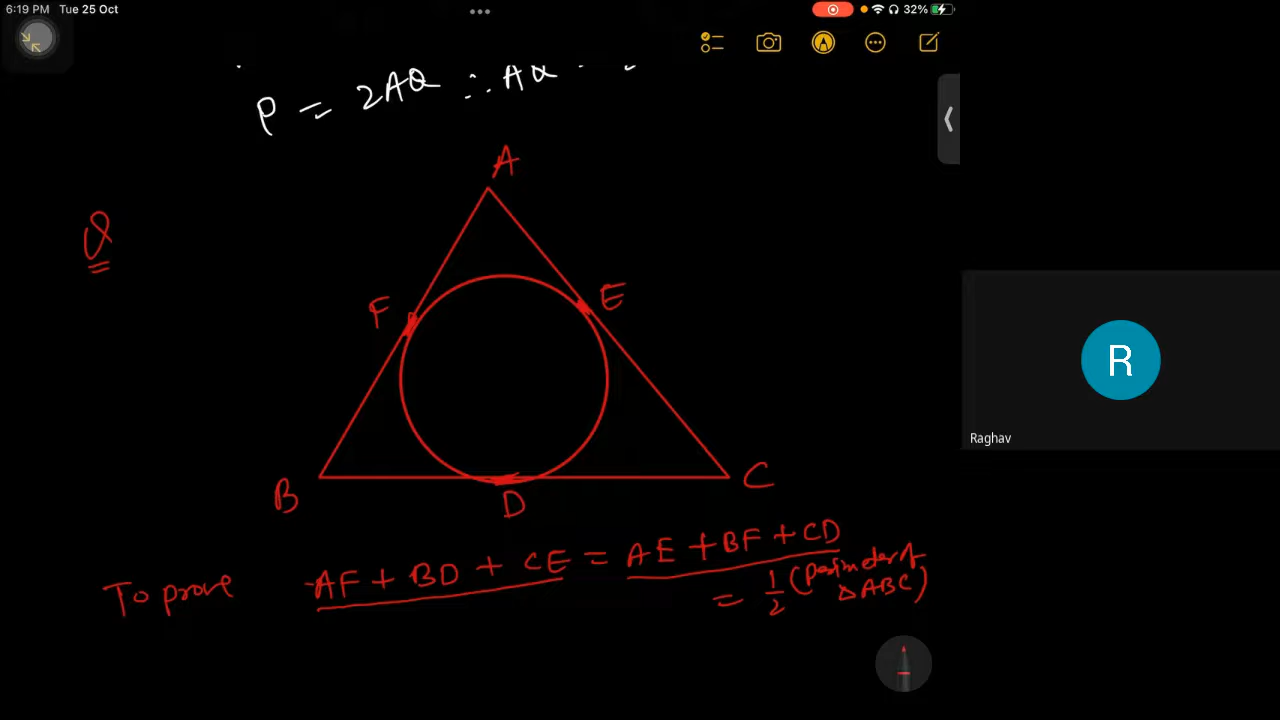 6:19 PM Tue 25 Oct
32%
P = 2AQ ∴ AQ
A
Q
F
E
R
Raghav
B
D
C
To prove AF + BD + CE = AE + BF + CD
= 1/2 (Perimeter of
△ABC)